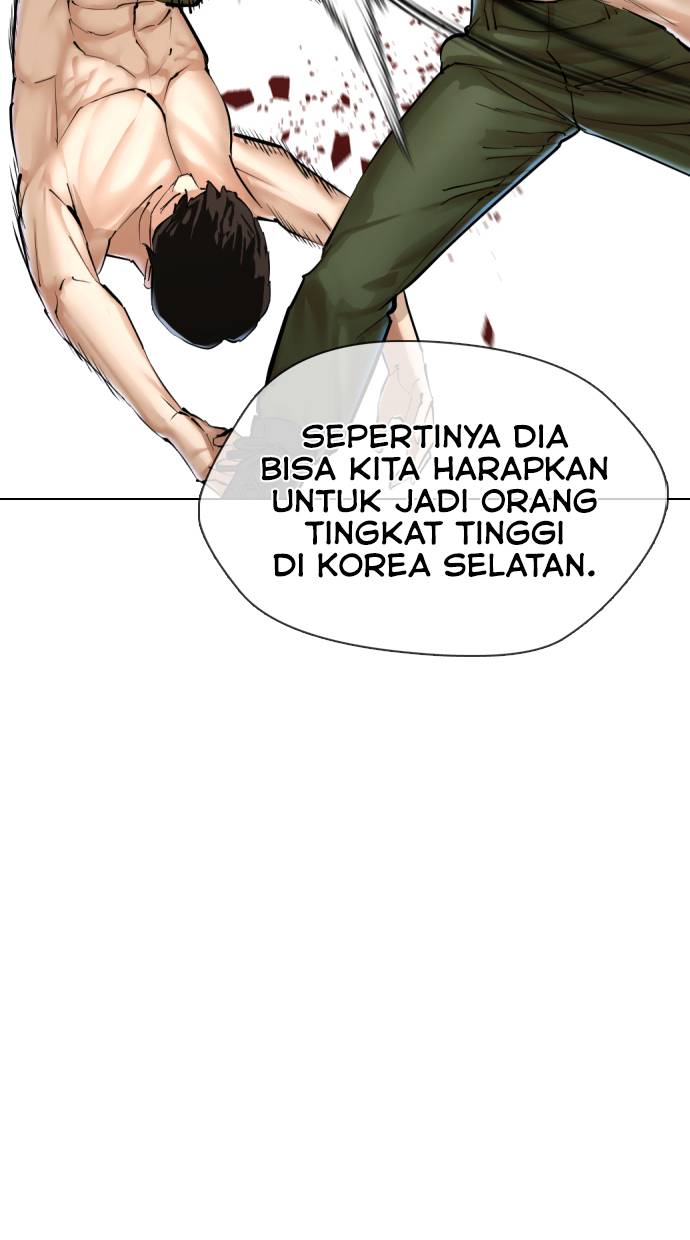 SEPERTINYA DIA
BISA KITA HARAPKAN
UNTUK JADI ORANG
TINGKAT TINGGI
DI KOREA SELATAN.